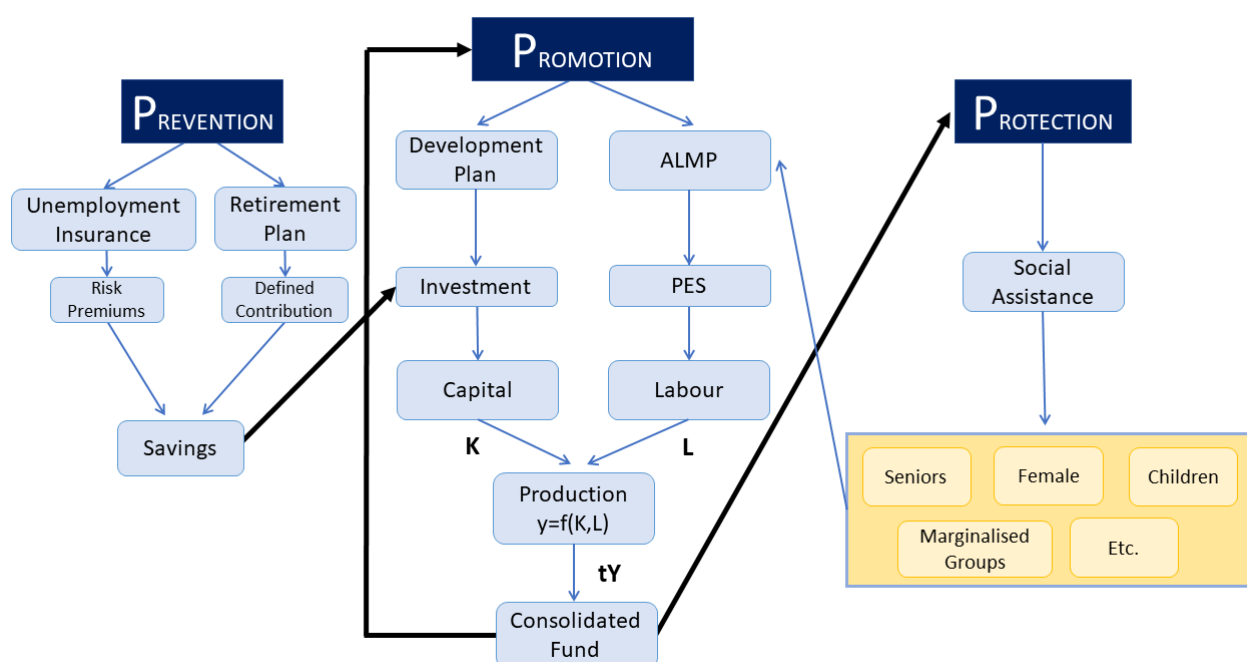 PROMOTION
PREVENTION
PROTECTION
Development
Plan
ALMP
Unemployment
Insurance
Retirement
Plan
Risk
Premiums
Defined
Contribution
Investment
PES
Social
Assistance
Capital
Labour
Savings
K
L
Production
y=f(K,L)
tY
Consolidated
Fund
Seniors
Female
Children
Marginalised
Groups
Etc.